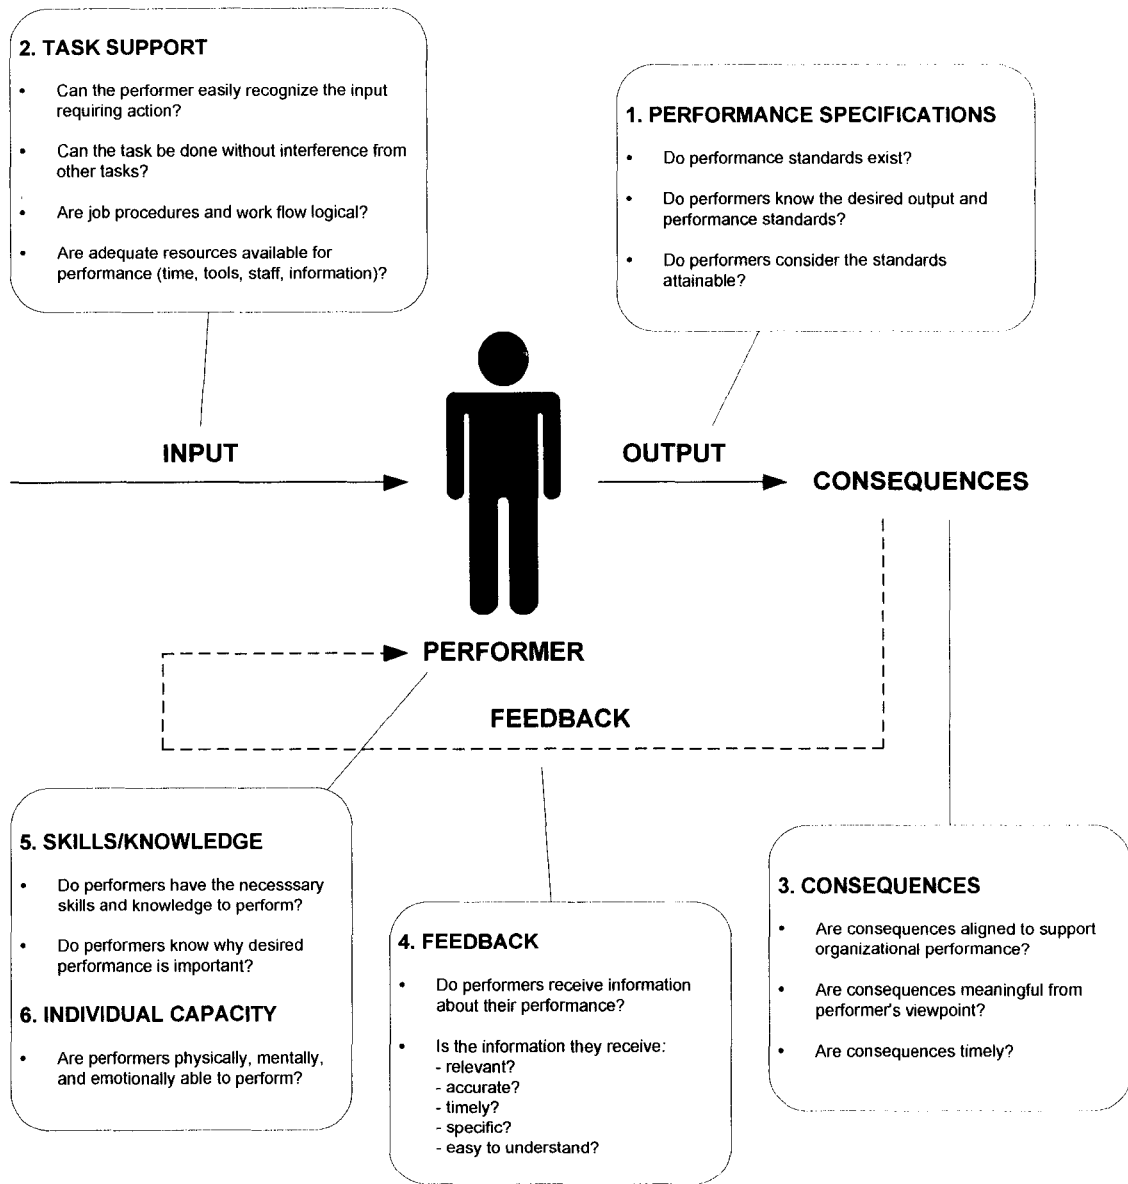 2. TASK SUPPORT
• Can the performer easily recognize the input
requiring action?
• Can the task be done without interference from
other tasks?
• Are job procedures and work flow logical?
• Are adequate resources available for
performance (time, tools, staff, information)?
1. PERFORMANCE SPECIFICATIONS
• Do performance standards exist?
• Do performers know the desired output and
performance standards?
• Do performers consider the standards
attainable?
INPUT
OUTPUT
CONSEQUENCES
PERFORMER
FEEDBACK
5. SKILLS/KNOWLEDGE
• Do performers have the necesssary
skills and knowledge to perform?
• Do performers know why desired
performance is important?
6. INDIVIDUAL CAPACITY
• Are performers physically, mentally,
and emotionally able to perform?
4. FEEDBACK
• Do performers receive information
about their performance?
• Is the information they receive:
- relevant?
- accurate?
- timely?
- specific?
- easy to understand?
3. CONSEQUENCES
• Are consequences aligned to support
organizational performance?
• Are consequences meaningful from
performer's viewpoint?
• Are consequences timely?